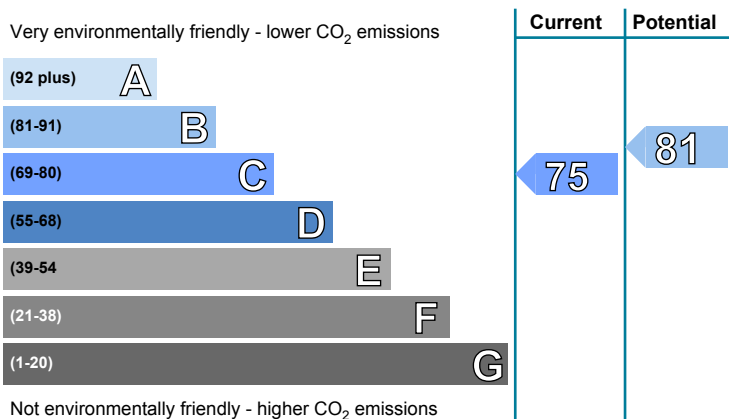 Current Potential
Very environmentally friendly - lower CO2 emissions
(92 plus) A
(81-91) B
81
(69-80) C
75
(55-68) D
(39-54 E
(21-38) F
(1-20) G
Not environmentally friendly - higher CO2 emissions